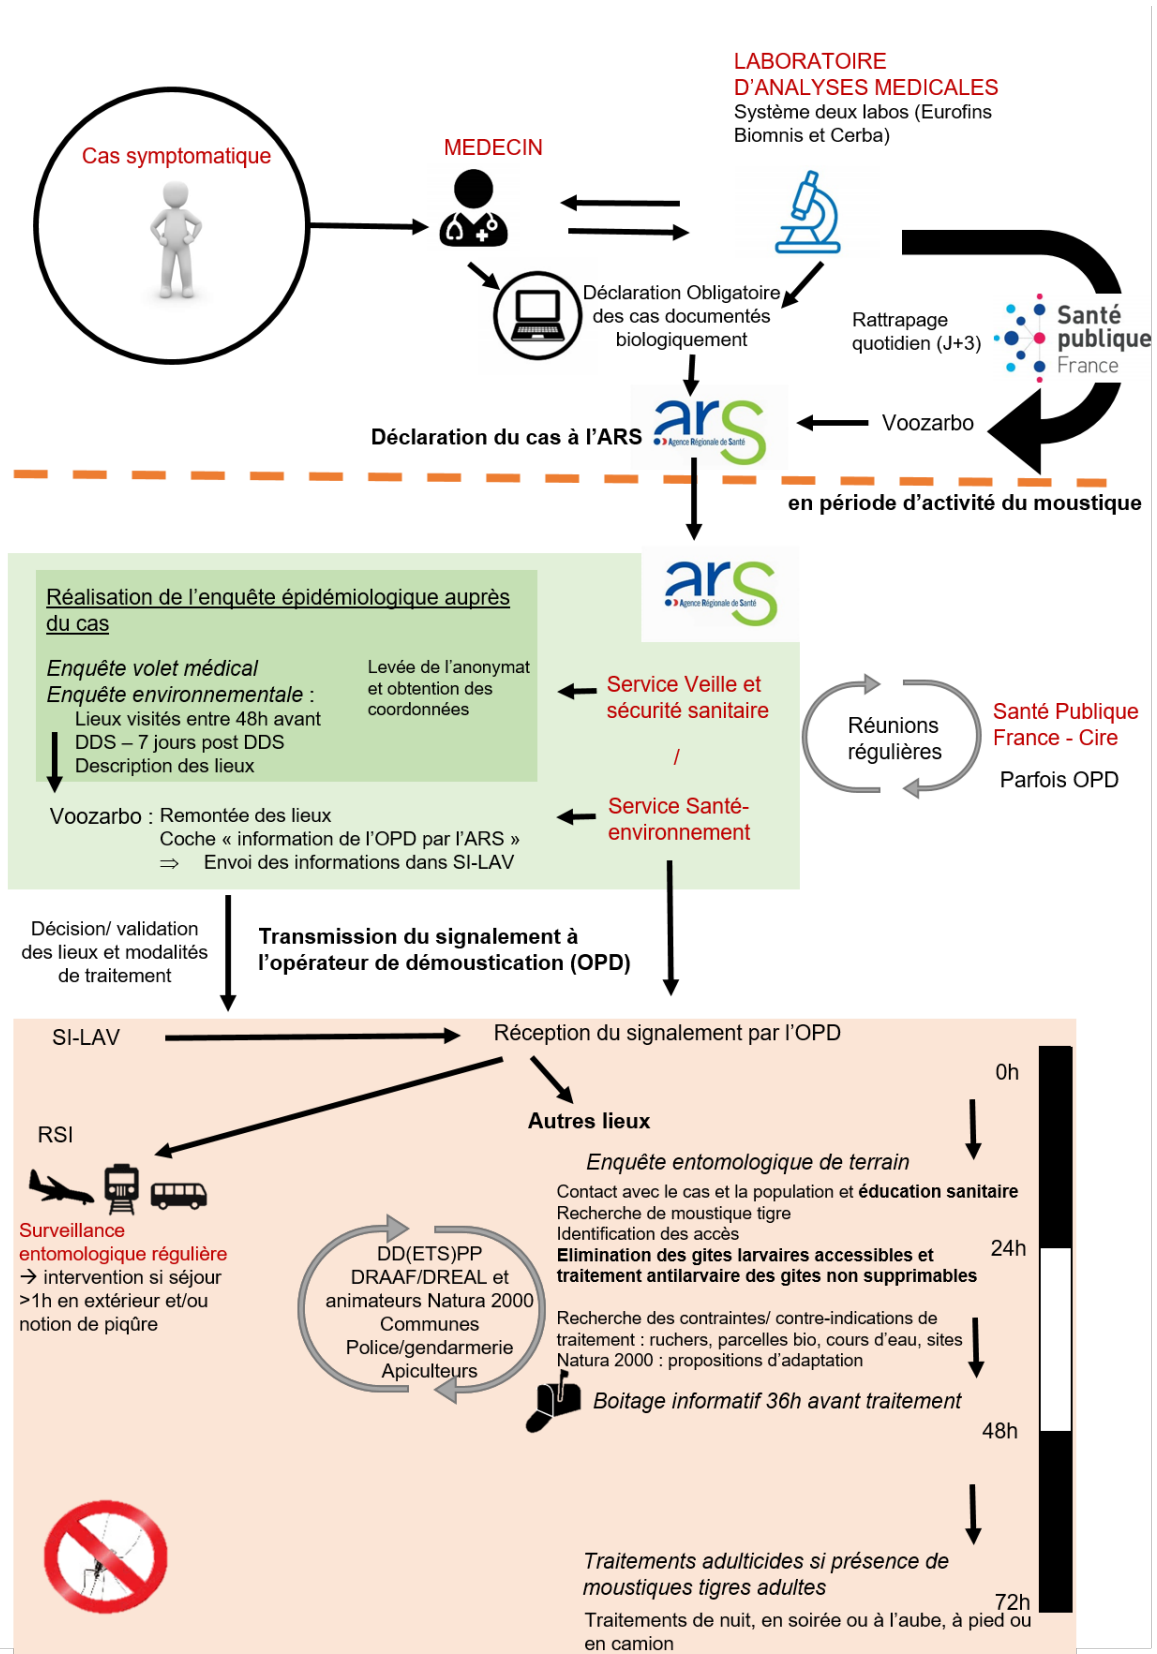 LABORATOIRE
D'ANALYSES MEDICALES
Système deux labos (Eurofins
Biomnis et Cerba)
Cas symptomatique
MEDECIN
Déclaration Obligatoire
des cas documentés
biologiquement
Rattrapage
quotidien (J+3)
Santé
publique
France
ars
Agence Régionale de Santé
Voozarbo
Déclaration du cas à l'ARS
en période d'activité du moustique
ars
Agence Régionale de Santé
Réalisation de l'enquête épidémiologique auprès
du cas
Enquête volet médical
Enquête environnementale :
Lieux visités entre 48h avant
DDS – 7 jours post DDS
Description des lieux
Levée de l'anonymat
et obtention des
coordonnées
Service Veille et
sécurité sanitaire
/
Service Santé-
environnement
Réunions
régulières
Santé Publique
France - Cire
Parfois OPD
Voozarbo : Remontée des lieux
Coche « information de l'OPD par l'ARS »
⇒ Envoi des informations dans SI-LAV
Décision/ validation
des lieux et modalités
de traitement
Transmission du signalement à
l'opérateur de démoustication (OPD)
SI-LAV
Réception du signalement par l'OPD
0h
Autres lieux
RSI
Surveillance
entomologique régulière
→ intervention si séjour
>1h en extérieur et/ou
notion de piqûre
DD(ETS)PP
DRAAF/DREAL et
animateurs Natura 2000
Communes
Police/gendarmerie
Apiculteurs
Enquête entomologique de terrain
Contact avec le cas et la population et éducation sanitaire
Recherche de moustique tigre
Identification des accès
Elimination des gites larvaires accessibles et
traitement antilarvaire des gites non supprimables
24h
Recherche des contraintes/ contre-indications de
traitement : ruchers, parcelles bio, cours d'eau, sites
Natura 2000 : propositions d'adaptation
Boitage informatif 36h avant traitement
48h
Traitements adulticides si présence de
moustiques tigres adultes
72h
Traitements de nuit, en soirée ou à l'aube, à pied ou
en camion